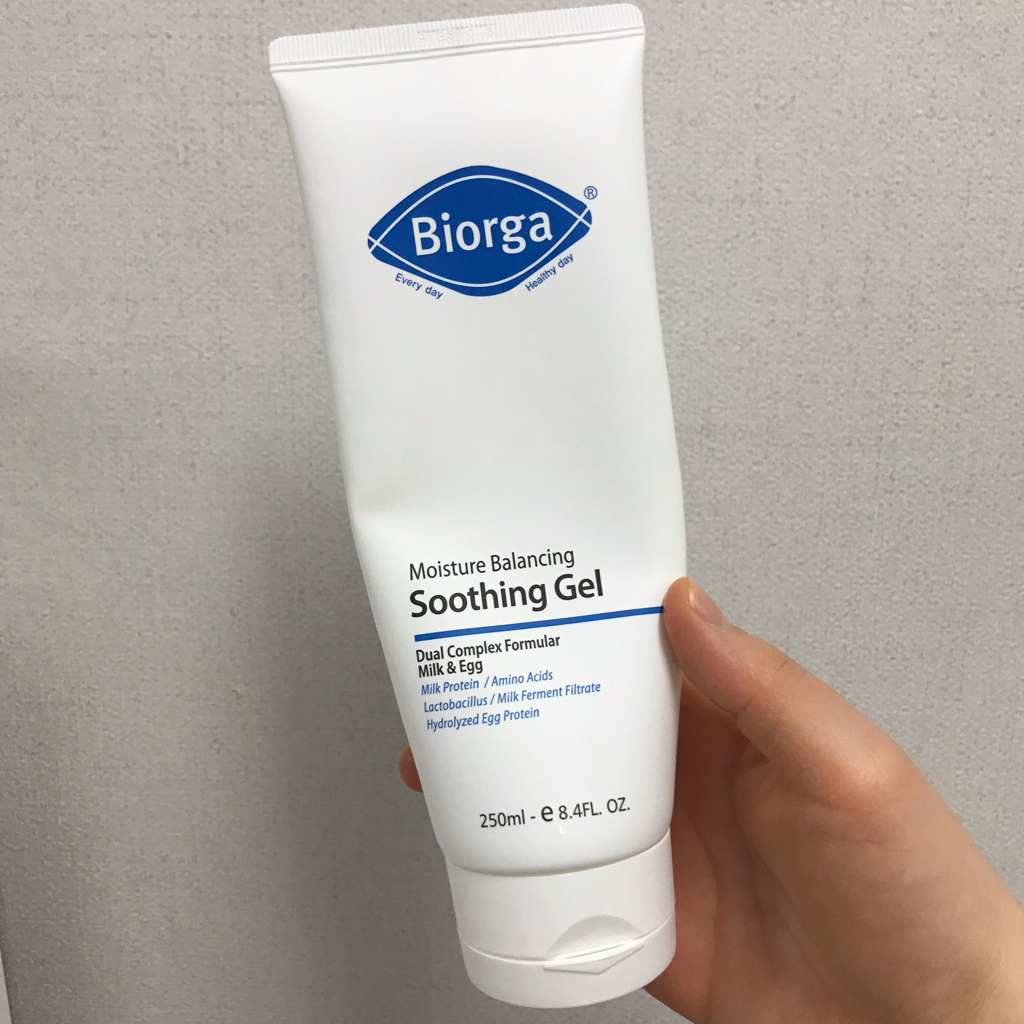 Biorga®
Every day Healthy day
Moisture Balancing
Soothing Gel
Dual Complex Formular
Milk & Egg
Milk Protein / Amino Acids
Lactobacillus / Milk Ferment Filtrate
Hydrolyzed Egg Protein
250ml - e 8.4FL. OZ.